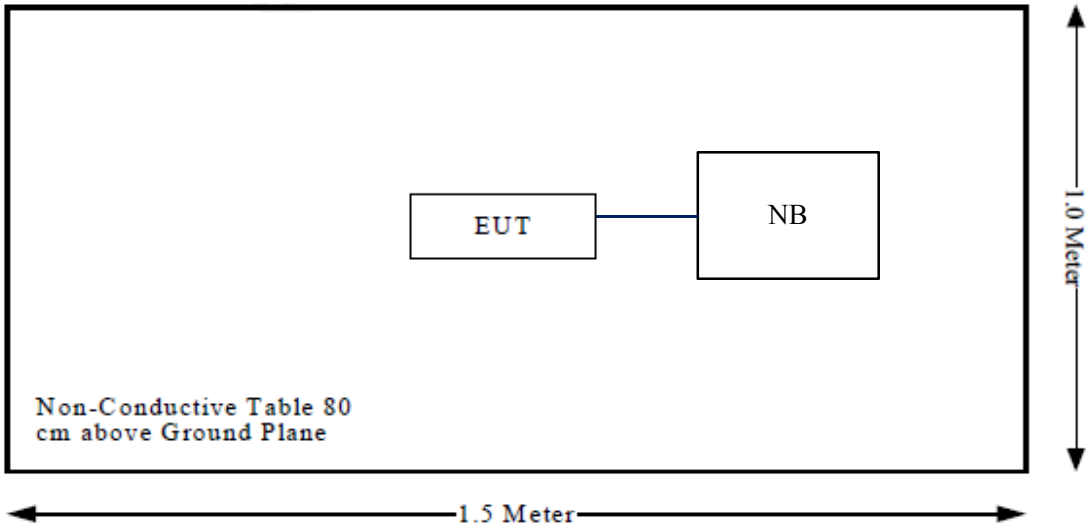 EUT
NB
1.0 Meter
Non-Conductive Table 80
cm above Ground Plane
1.5 Meter